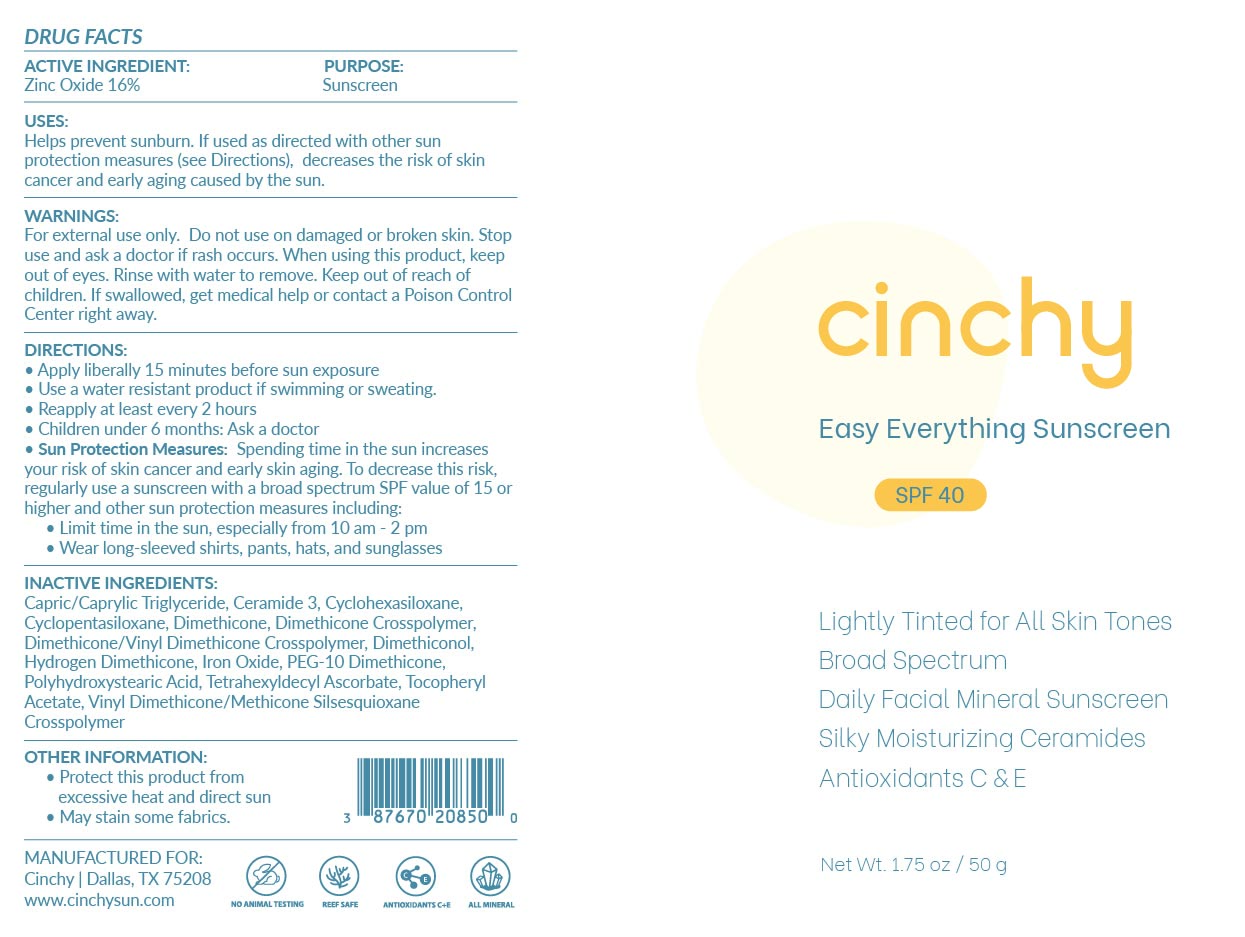 DRUG FACTS
ACTIVE INGREDIENT: PURPOSE:
Zinc Oxide 16% Sunscreen
USES:
Helps prevent sunburn. If used as directed with other sun
protection measures (see Directions), decreases the risk of skin
cancer and early aging caused by the sun.
WARNINGS:
For external use only. Do not use on damaged or broken skin. Stop
use and ask a doctor if rash occurs. When using this product, keep
out of eyes. Rinse with water to remove. Keep out of reach of
children. If swallowed, get medical help or contact a Poison Control
Center right away.
DIRECTIONS:
• Apply liberally 15 minutes before sun exposure
• Use a water resistant product if swimming or sweating.
• Reapply at least every 2 hours
• Children under 6 months: Ask a doctor
• Sun Protection Measures: Spending time in the sun increases
your risk of skin cancer and early skin aging. To decrease this risk,
regularly use a sunscreen with a broad spectrum SPF value of 15 or
higher and other sun protection measures including:
• Limit time in the sun, especially from 10 am - 2 pm
• Wear long-sleeved shirts, pants, hats, and sunglasses
INACTIVE INGREDIENTS:
Capric/Caprylic Triglyceride, Ceramide 3, Cyclohexasiloxane,
Cyclopentasiloxane, Dimethicone, Dimethicone Crosspolymer,
Dimethicone/Vinyl Dimethicone Crosspolymer, Dimethiconol,
Hydrogen Dimethicone, Iron Oxide, PEG-10 Dimethicone,
Polyhydroxystearic Acid, Tetrahexyldecyl Ascorbate, Tocopheryl
Acetate, Vinyl Dimethicone/Methicone Silsesquioxane
Crosspolymer
OTHER INFORMATION:
• Protect this product from
excessive heat and direct sun
• May stain some fabrics.
3 87670 20850 0
MANUFACTURED FOR:
Cinchy | Dallas, TX 75208
www.cinchysun.com
NO ANIMAL TESTING
REEF SAFE
C E
ANTIOXIDANTS C+E
ALL MINERAL
cinchy
Easy Everything Sunscreen
SPF 40
Lightly Tinted for All Skin Tones
Broad Spectrum
Daily Facial Mineral Sunscreen
Silky Moisturizing Ceramides
Antioxidants C & E
Net Wt. 1.75 oz / 50 g